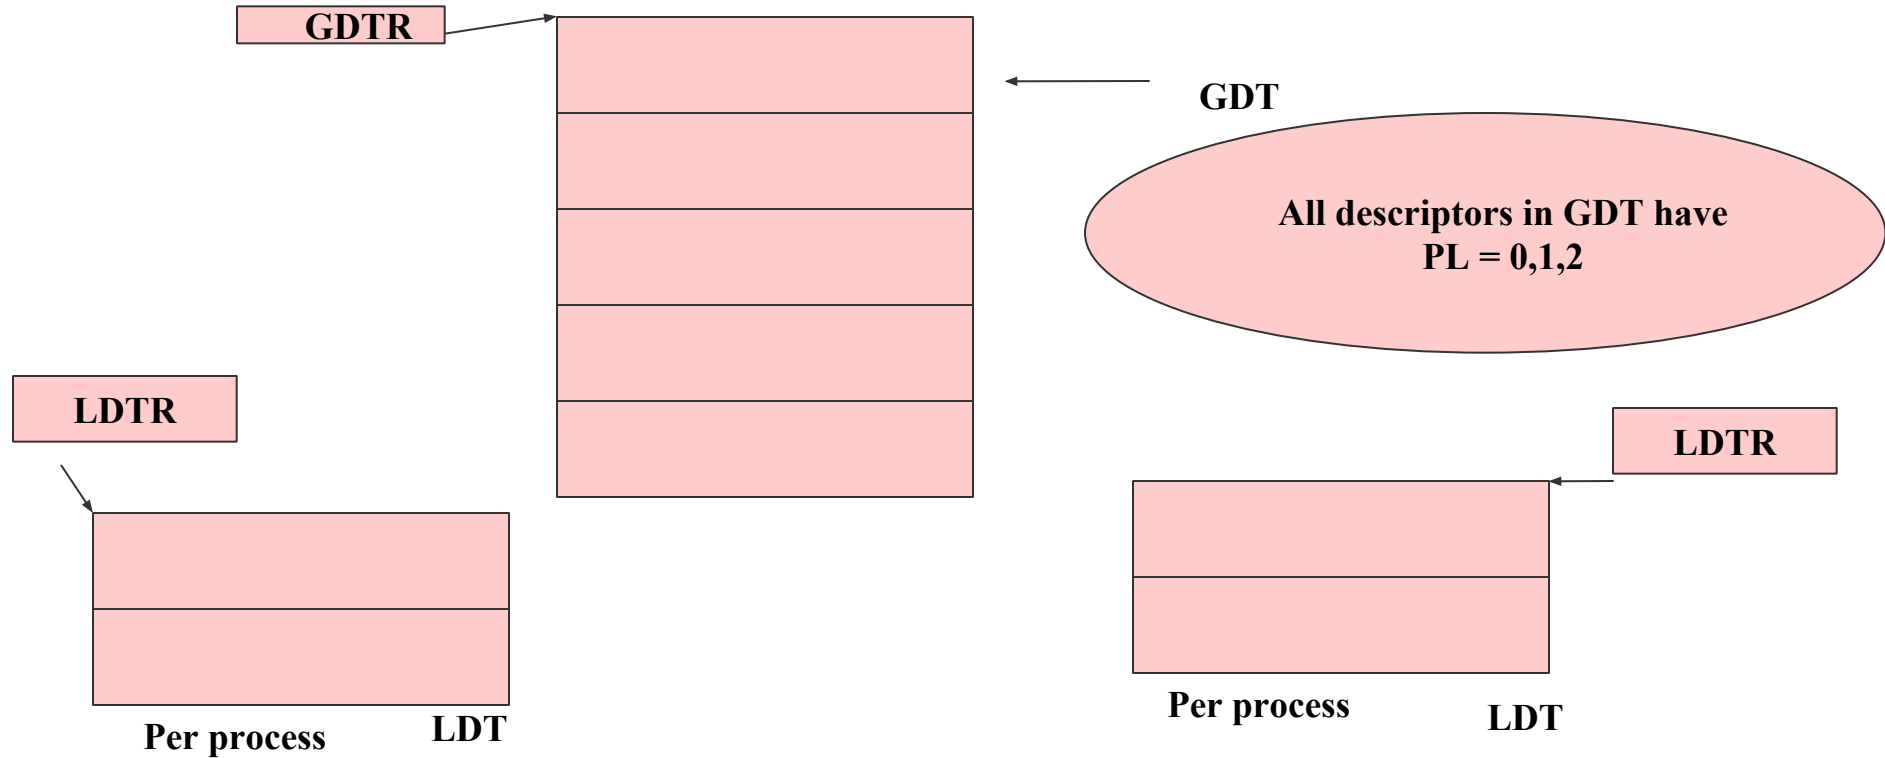 GDTR
GDT
All descriptors in GDT have
PL = 0,1,2
LDTR
LDTR
Per process
LDT
Per process
LDT